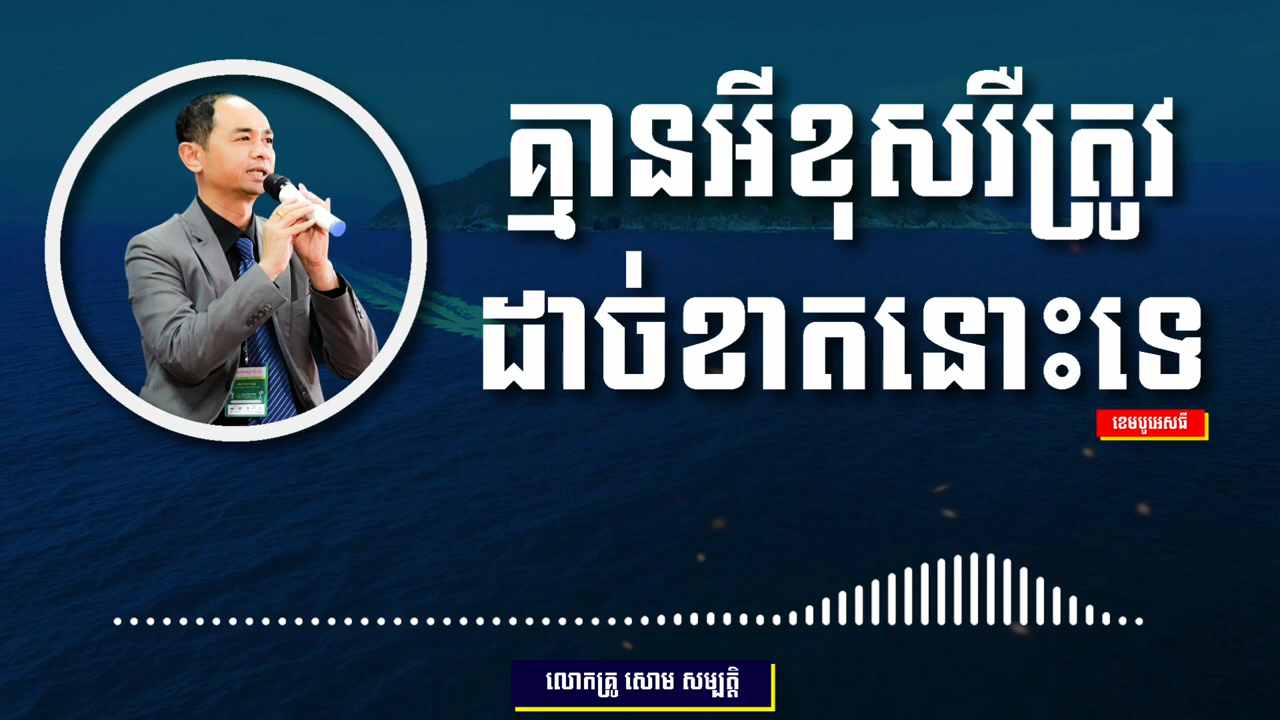 គ្មានអីខុសរឺត្រូវ
ដាច់ខាតនោះទេ
ខេមបូអេសធី
លោកគ្រូ សោម សម្បត្តិ